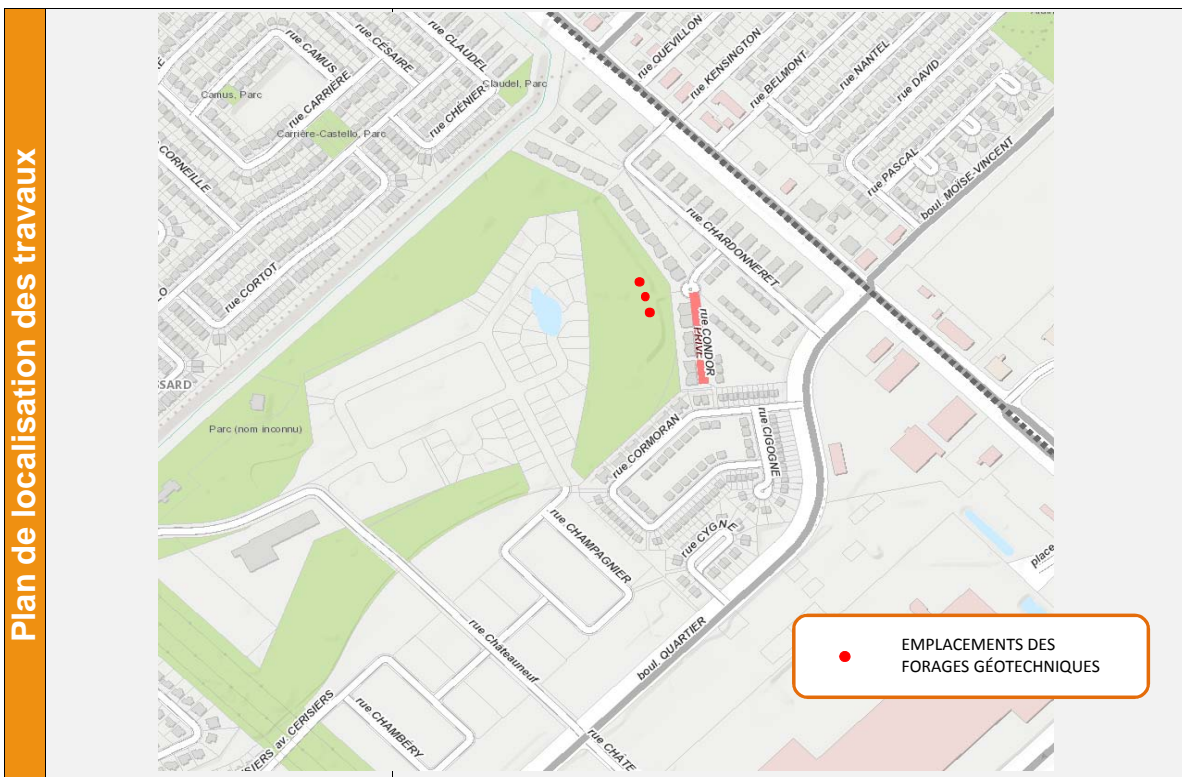 Plan de localisation des travaux
rue CAMUS
rue CÉSAIRE
rue CLAUDEL
rue QUEVILLON
rue KENSINGTON
rue BELMONT
rue NANTEL
rue DAVID
Claudel, Parc
Camus, Parc
rue CARRIÈRE
rue CHÉNIER
Carrière-Castello, Parc
CORNEILLE
rue PASCAL
boul. MOÏSE-VINCENT
rue CHARDONNERET
rue CORTOT
LO
rue CONDOR
PRIVÉ
SSARD
Parc (nom inconnu)
rue CORMORAN
rue CIGOGNE
rue CYGNE
rue CHAMPAGNIER
place
rue Châteauneuf
boul. QUARTIER
EMPLACEMENTS DES
FORAGES GÉOTECHNIQUES
ISIERS av. CERISIERS
rue CHAMBÉRY
rue CHATE